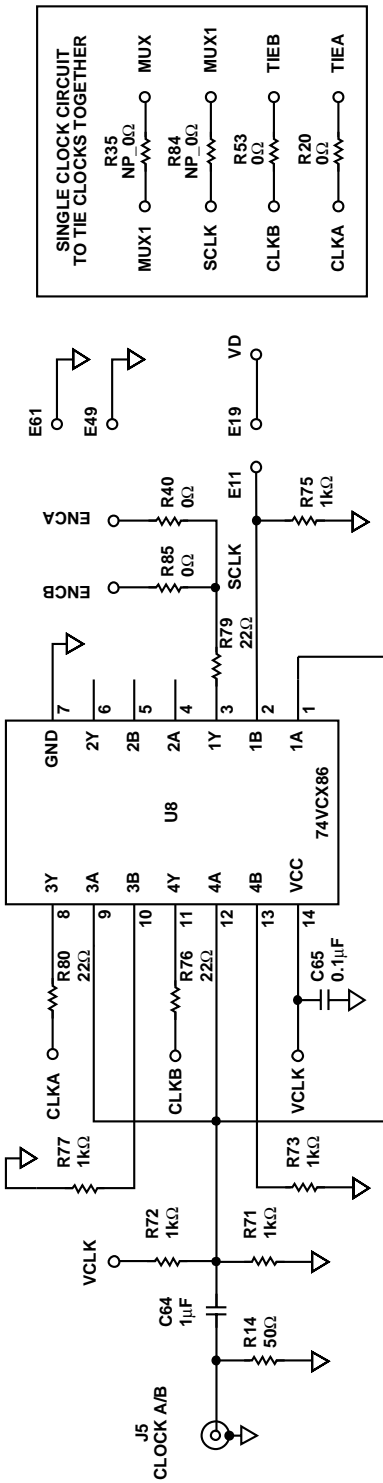 J5
CLOCK A/B
R14
50Ω
C64
1μF
VCLK
R72
1kΩ
R71
1kΩ
R77
1kΩ
R73
1kΩ
CLKA
R80
22Ω
CLKB
R76
22Ω
VCLK
C65
0.1μF
8
9
10
11
12
13
14
3Y
3A
3B
4Y
4A
4B
VCC
U8
74VCX86
GND
2Y
2B
2A
1Y
1B
1A
7
6
5
4
3
2
1
R79
22Ω
SCLK
ENCB
R85
0Ω
ENCA
R40
0Ω
R75
1kΩ
E11
E19
VD
E61
E49
SINGLE CLOCK CIRCUIT
TO TIE CLOCKS TOGETHER
MUX1
R35
NP_0Ω
MUX
SCLK
R84
NP_0Ω
MUX1
CLKB
R53
0Ω
TIEB
CLKA
R20
0Ω
TIEA